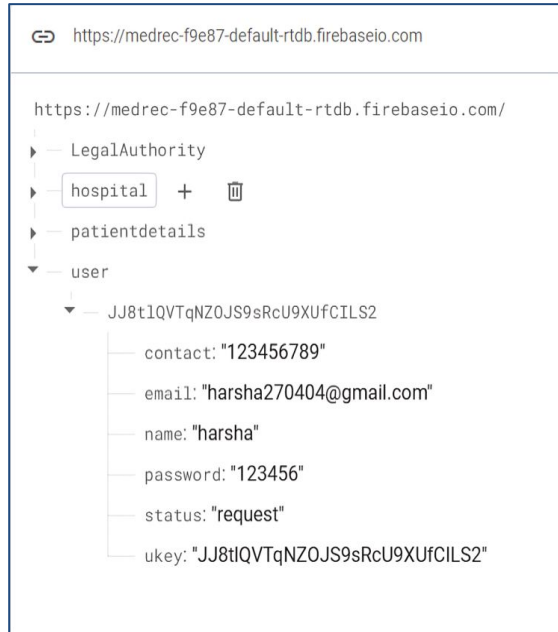 https://medrec-f9e87-default-rtdb.firebaseio.com
https://medrec-f9e87-default-rtdb.firebaseio.com/
LegalAuthority
hospital
patientdetails
user
JJ8tlQVTqNZOJS9sRcU9XUfCILS2
contact: "123456789"
email: "harsha270404@gmail.com"
name: "harsha"
password: "123456"
status: "request"
ukey: "JJ8tlQVTqNZOJS9sRcU9XUfCILS2"